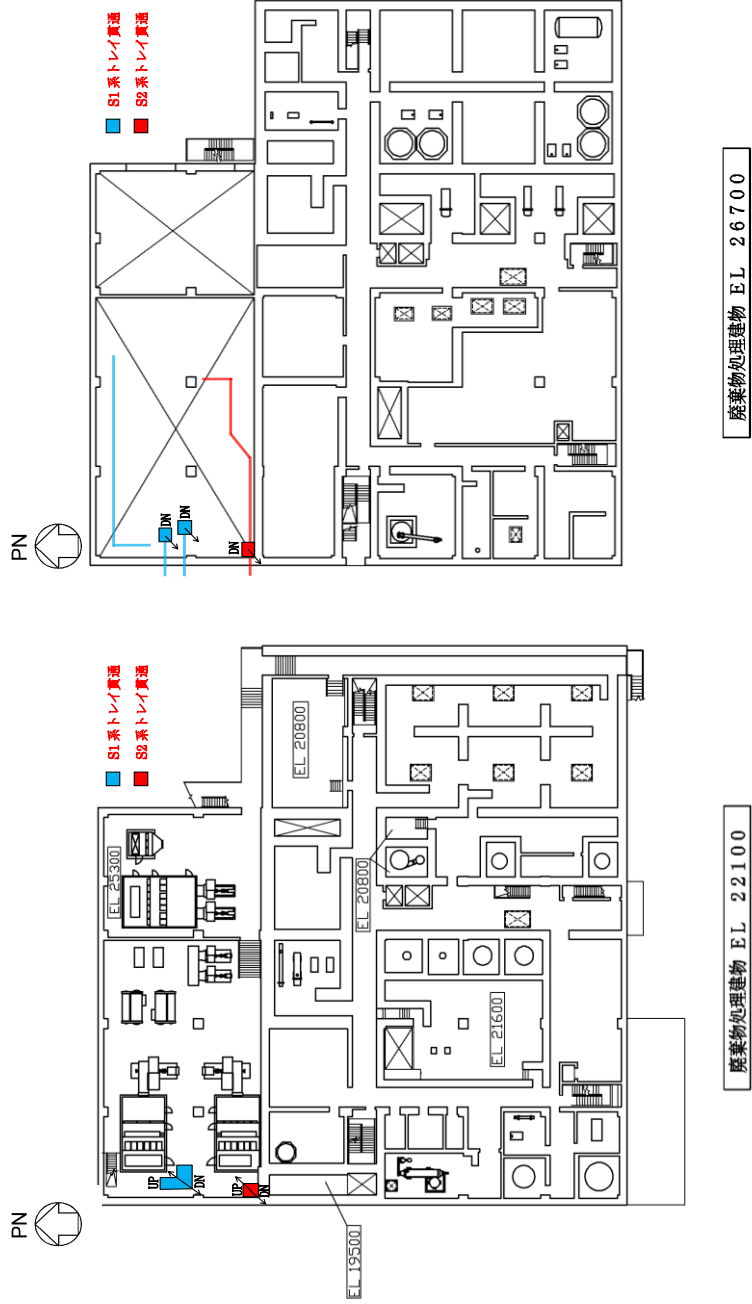 PN
S1系トレイ貫通
S2系トレイ貫通
DN
DN
DN
廃棄物処理建物 EL 26700
PN
S1系トレイ貫通
S2系トレイ貫通
EL 25300
EL 20800
EL 20800
EL 21600
UP
DN
UP
DN
EL 19500
廃棄物処理建物 EL 22100